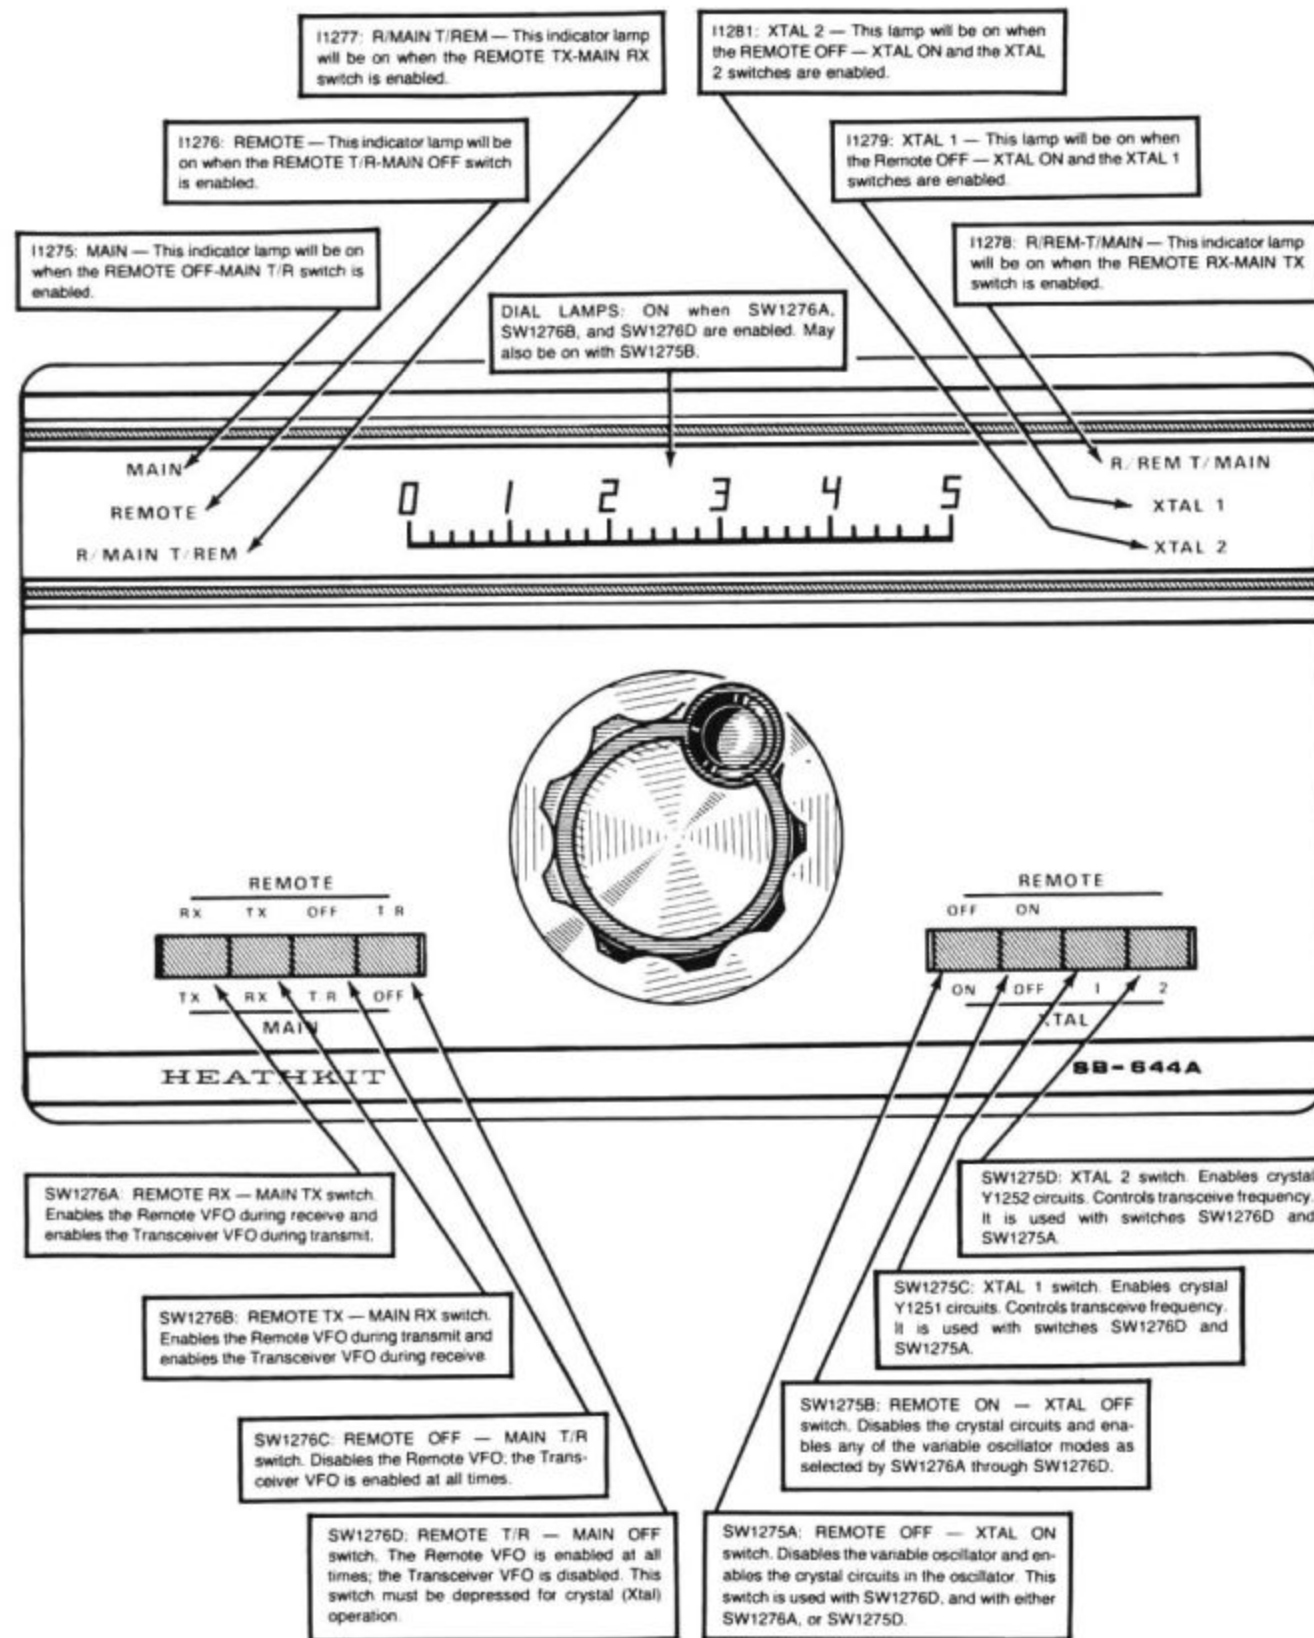 I1277: R/MAIN T/REM — This indicator lamp
will be on when the REMOTE TX-MAIN RX
switch is enabled.
I1281: XTAL 2 — This lamp will be on when
the REMOTE OFF — XTAL ON and the XTAL
2 switches are enabled.
I1276: REMOTE — This indicator lamp will be
on when the REMOTE T/R-MAIN OFF switch
is enabled.
I1279: XTAL 1 — This lamp will be on when
the Remote OFF — XTAL ON and the XTAL 1
switches are enabled.
I1275: MAIN — This indicator lamp will be on
when the REMOTE OFF-MAIN T/R switch is
enabled.
I1278: R/REM-T/MAIN — This indicator lamp
will be on when the REMOTE RX-MAIN TX
switch is enabled.
DIAL LAMPS: ON when SW1276A,
SW1276B, and SW1276D are enabled. May
also be on with SW1275B.
MAIN
REMOTE
R/MAIN T/REM
0 1 2 3 4 5
R/REM T/MAIN
XTAL 1
XTAL 2
REMOTE
RX TX OFF T R
TX RX T R OFF
MAIN
REMOTE
OFF ON
ON OFF 1 2
XTAL
HEATHKIT
SB-644A
SW1276A: REMOTE RX — MAIN TX switch.
Enables the Remote VFO during receive and
enables the Transceiver VFO during transmit.
SW1276B: REMOTE TX — MAIN RX switch.
Enables the Remote VFO during transmit and
enables the Transceiver VFO during receive.
SW1276C: REMOTE OFF — MAIN T/R
switch. Disables the Remote VFO; the Trans-
ceiver VFO is enabled at all times.
SW1276D: REMOTE T/R — MAIN OFF
switch. The Remote VFO is enabled at all
times; the Transceiver VFO is disabled. This
switch must be depressed for crystal (Xtal)
operation.
SW1275D: XTAL 2 switch. Enables crystal
Y1252 circuits. Controls transceive frequency.
It is used with switches SW1276D and
SW1275A.
SW1275C: XTAL 1 switch. Enables crystal
Y1251 circuits. Controls transceive frequency.
It is used with switches SW1276D and
SW1275A.
SW1275B: REMOTE ON — XTAL OFF
switch. Disables the crystal circuits and ena-
bles any of the variable oscillator modes as
selected by SW1276A through SW1276D.
SW1275A: REMOTE OFF — XTAL ON
switch. Disables the variable oscillator and en-
ables the crystal circuits in the oscillator. This
switch is used with SW1276D, and with either
SW1276A, or SW1275D.